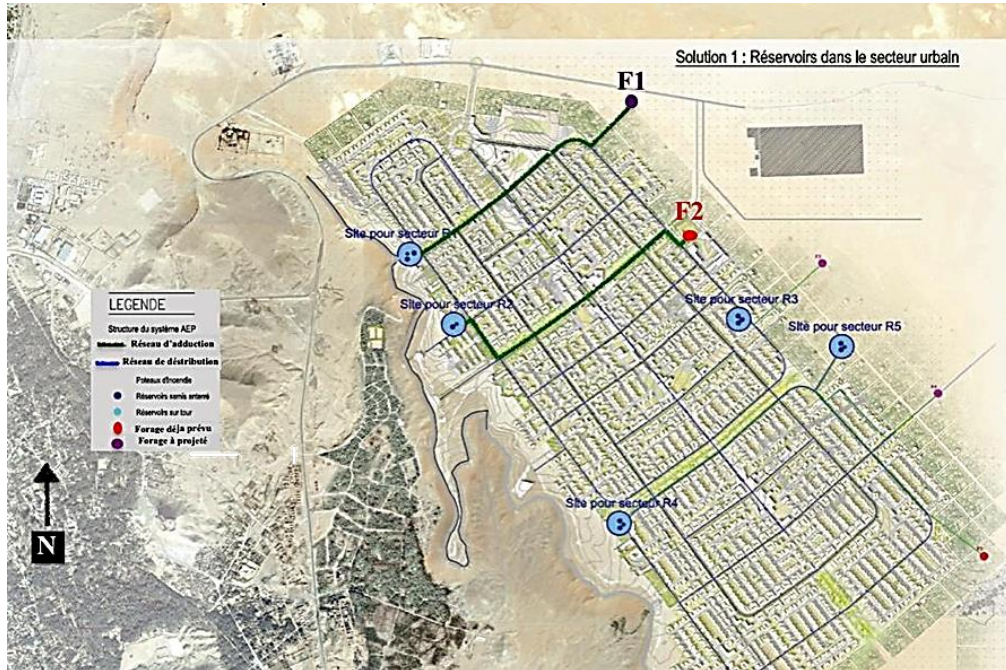 Solution 1 : Réservoirs dans le secteur urbain
F1
F2
Site pour secteur R1
Site pour secteur R2
Site pour secteur R3
Site pour secteur R5
Site pour secteur R4
LEGENDE
Structure du système AEP
Réseau d'adduction
Réseau de déstribution
Poteaux d'incendie
Réservoirs semis enterré
Réservoirs sur tour
Forage déja prévu
Forage à projeté
N